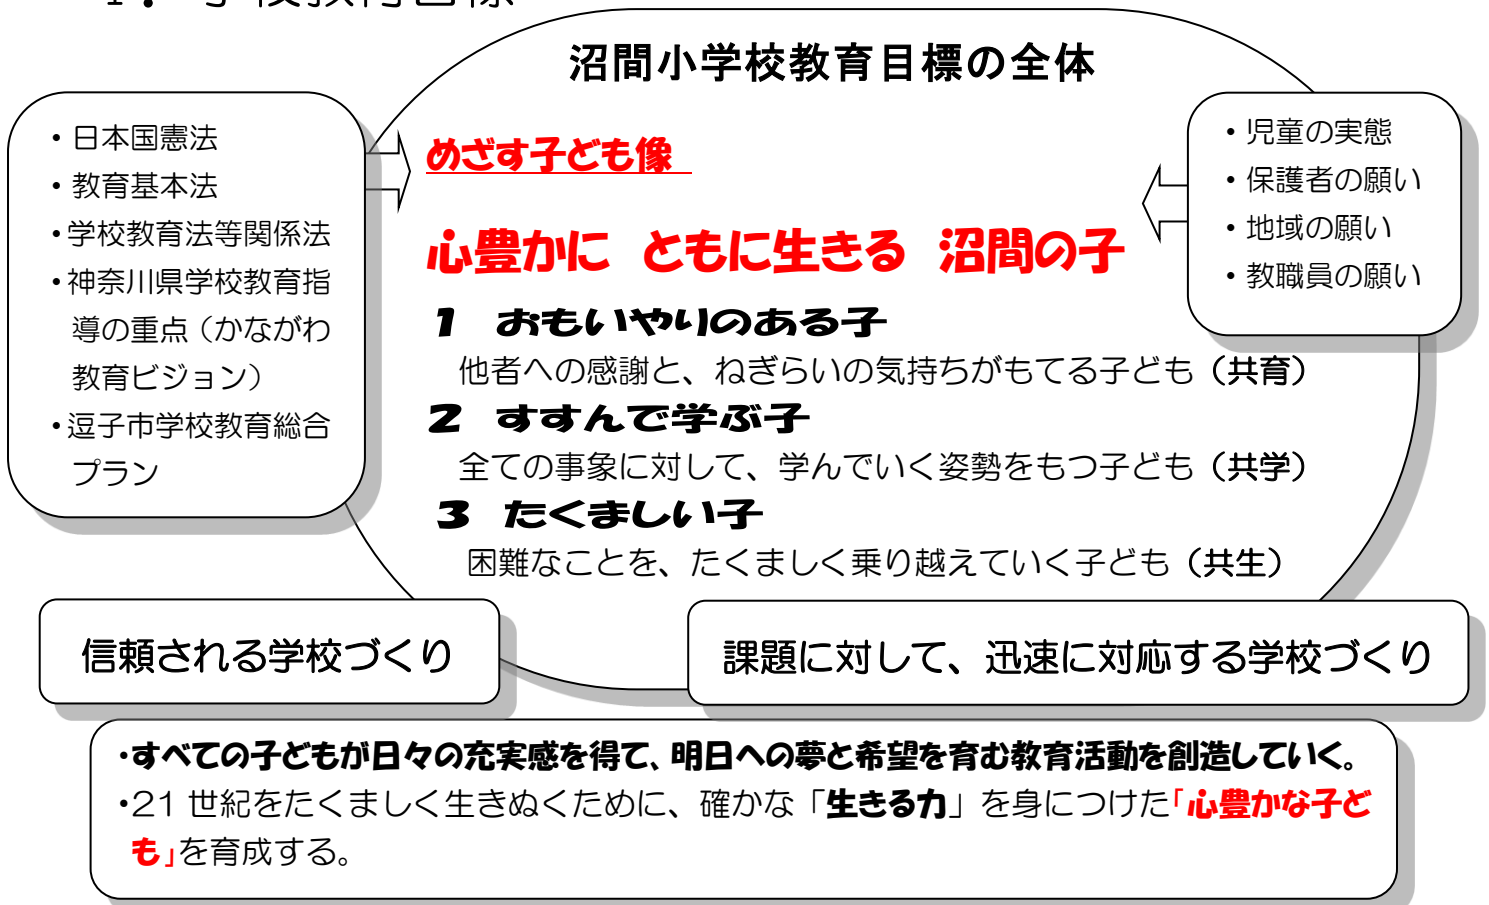 1．学校教育目標
沼間小学校教育目標の全体
・日本国憲法
・教育基本法
・学校教育法等関係法
・神奈川県学校教育指
導の重点（かながわ
教育ビジョン）
・逗子市学校教育総合
プラン
めざす子ども像
心豊かに ともに生きる 沼間の子
1 おもいやりのある子
他者への感謝と、ねぎらいの気持ちがもてる子ども（共育）
2 すすんで学ぶ子
全ての事象に対して、学んでいく姿勢をもつ子ども（共学）
3 たくましい子
困難なことを、たくましく乗り越えていく子ども（共生）
・児童の実態
・保護者の願い
・地域の願い
・教職員の願い
信頼される学校づくり
課題に対して、迅速に対応する学校づくり
・すべての子どもが日々の充実感を得て、明日への夢と希望を育む教育活動を創造していく。
・21 世紀をたくましく生きぬくために、確かな「生きる力」を身につけた「心豊かな子ど
も」を育成する。